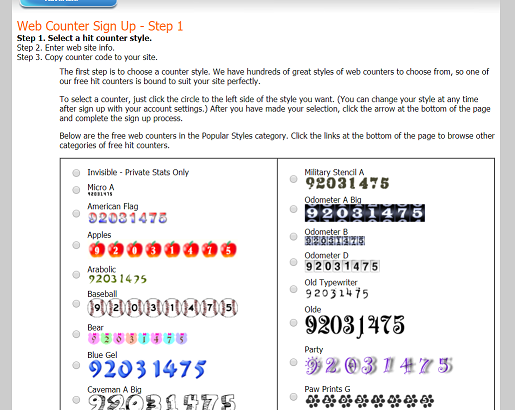 Web Counter Sign Up - Step 1
Step 1. Select a hit counter style.
Step 2. Enter web site info.
Step 3. Copy counter code to your site.
The first step is to choose a counter style. We have hundreds of great styles of web counters to choose from, so one of
our free hit counters is bound to suit your site perfectly.
To select a counter, just click the circle to the left side of the style you want. (You can change your style at any time
after sign up with your account settings.) After you have made your selection, click the arrow at the bottom of the page
and complete the sign up process.
Below are the free web counters in the Popular Styles category. Click the links at the bottom of the page to browse other
categories of free hit counters.
Invisible - Private Stats Only
Micro A
92031475
American Flag
92031475
Apples
92031475
Arabolic
92031475
Baseball
92031475
Bear
92031475
Blue Gel
92031475
Caveman A Big
92031475
Military Stencil A
92031475
Odometer A Big
92031475
Odometer B
92031475
Odometer D
92031475
Old Typewriter
92031475
Olde
92031475
Party
92031475
Paw Prints G